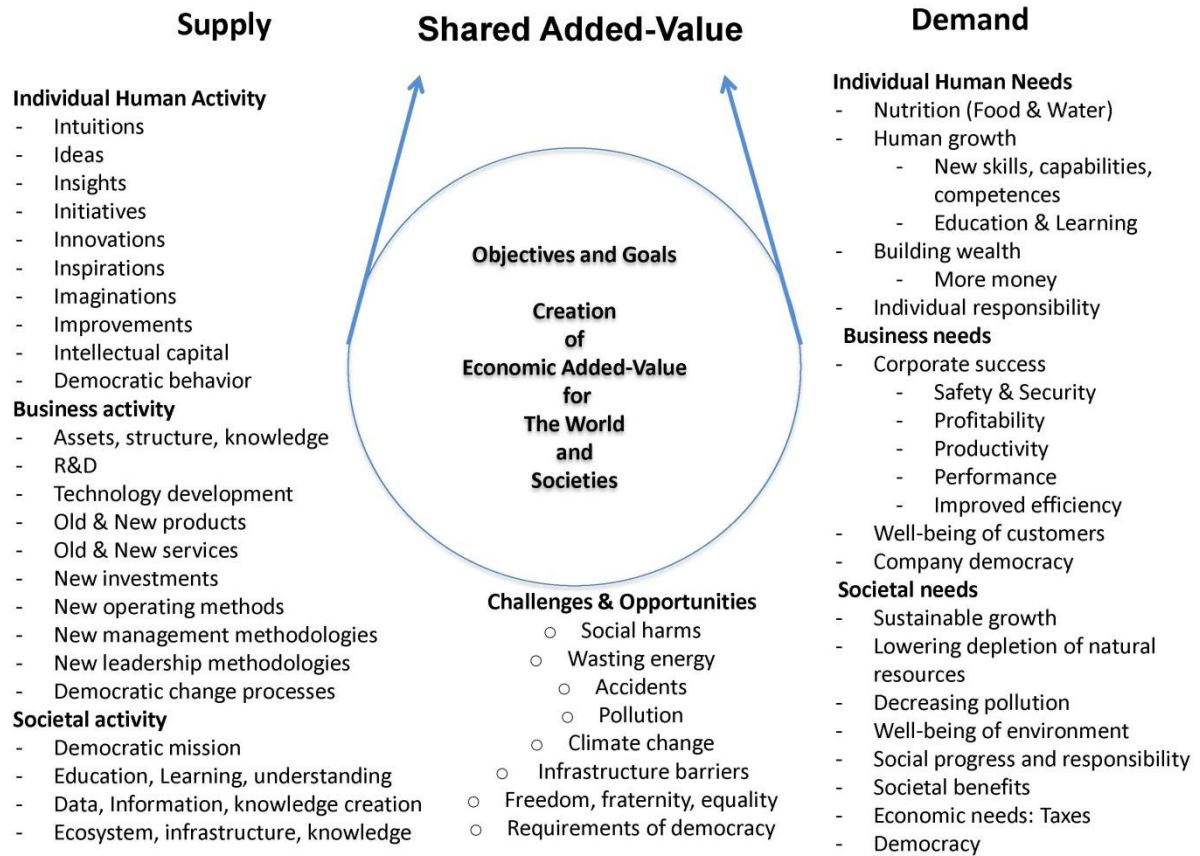 Supply
Individual Human Activity
- Intuitions
- Ideas
- Insights
- Initiatives
- Innovations
- Inspirations
- Imaginations
- Improvements
- Intellectual capital
- Democratic behavior
Business activity
- Assets, structure, knowledge
- R&D
- Technology development
- Old & New products
- Old & New services
- New investments
- New operating methods
- New management methodologies
- New leadership methodologies
- Democratic change processes
Societal activity
- Democratic mission
- Education, Learning, understanding
- Data, Information, knowledge creation
- Ecosystem, infrastructure, knowledge
Shared Added-Value
Objectives and Goals
Creation
of
Economic Added-Value
for
The World
and
Societies
Challenges & Opportunities
○ Social harms
○ Wasting energy
○ Accidents
○ Pollution
○ Climate change
○ Infrastructure barriers
○ Freedom, fraternity, equality
○ Requirements of democracy
Demand
Individual Human Needs
- Nutrition (Food & Water)
- Human growth
- New skills, capabilities,
competences
- Education & Learning
- Building wealth
- More money
- Individual responsibility
Business needs
- Corporate success
- Safety & Security
- Profitability
- Productivity
- Performance
- Improved efficiency
- Well-being of customers
- Company democracy
Societal needs
- Sustainable growth
- Lowering depletion of natural
resources
- Decreasing pollution
- Well-being of environment
- Social progress and responsibility
- Societal benefits
- Economic needs: Taxes
- Democracy